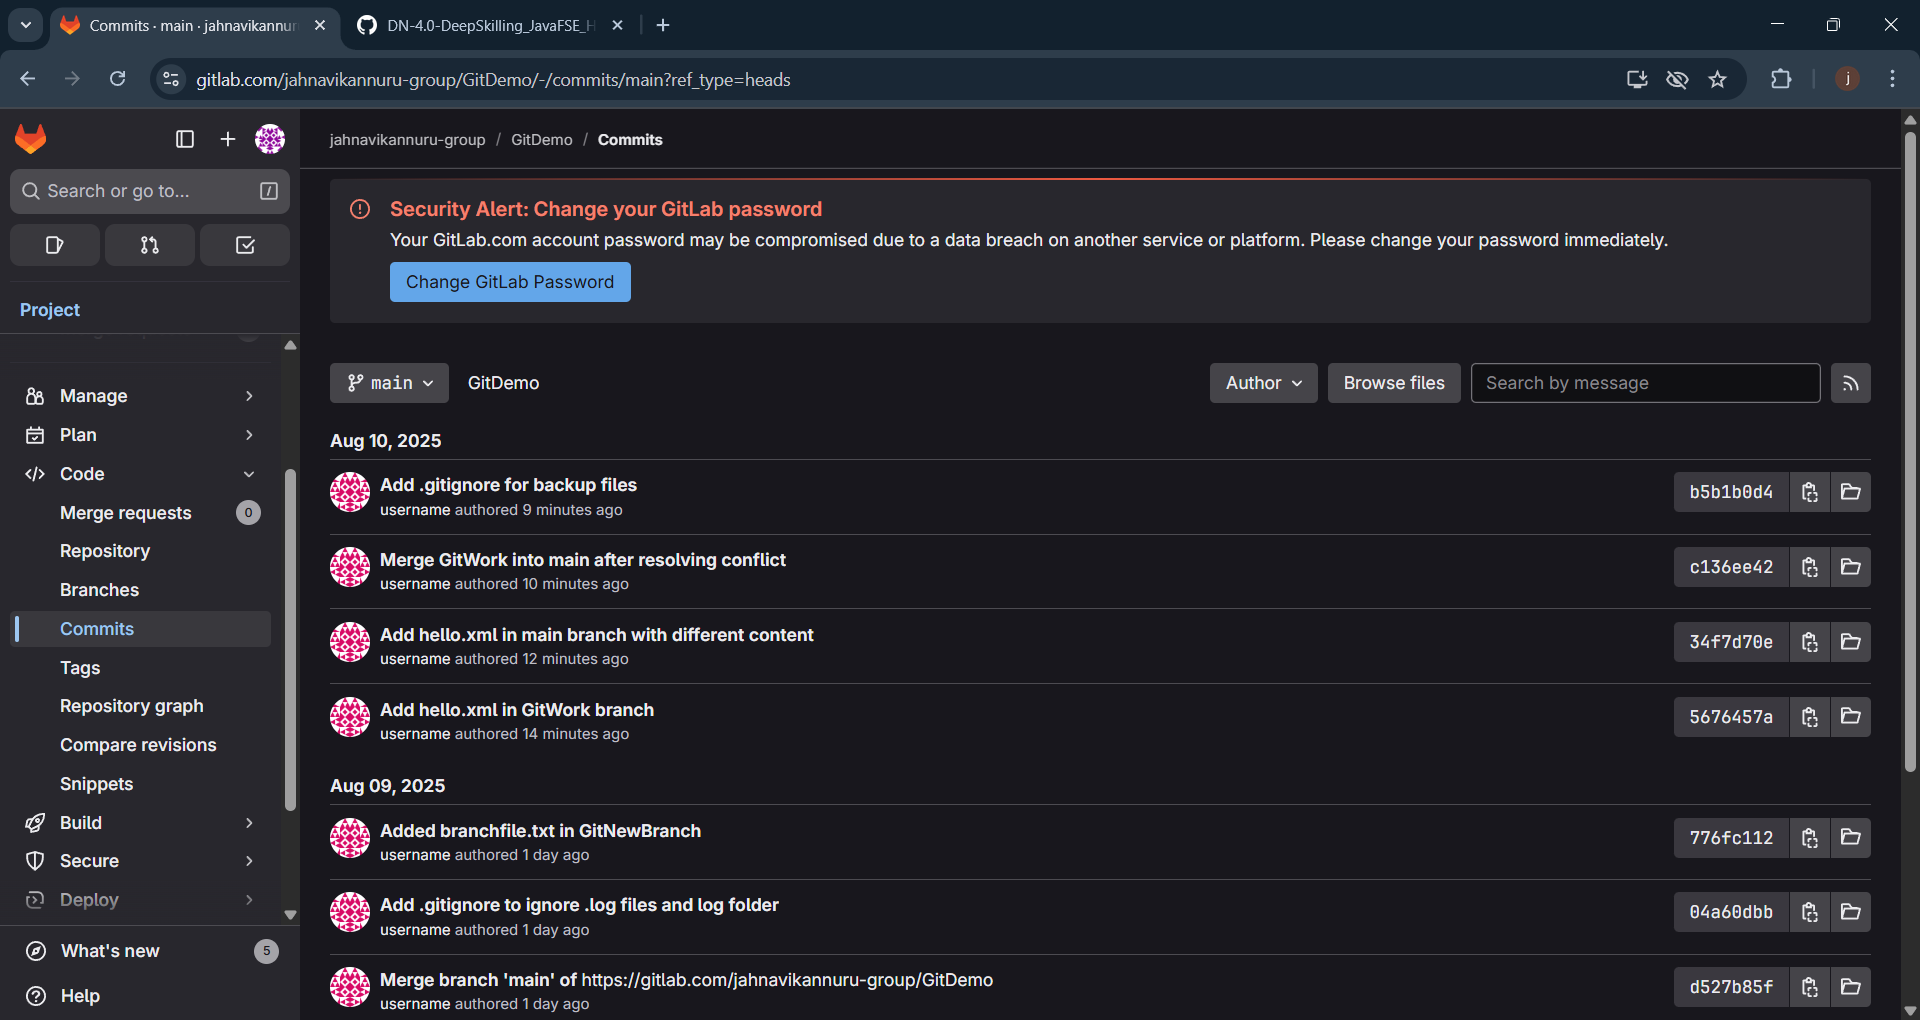 Commits · main · jahnavikannur
DN-4.0-DeepSkilling_JavaFSE_H
gitlab.com/jahnavikannuru-group/GitDemo/-/commits/main?ref_type=heads
j
Search or go to...
/
Project
Manage
Plan
Code
Merge requests
0
Repository
Branches
Commits
Tags
Repository graph
Compare revisions
Snippets
Build
Secure
Deploy
What's new
5
Help
jahnavikannuru-group / GitDemo / Commits
Security Alert: Change your GitLab password
Your GitLab.com account password may be compromised due to a data breach on another service or platform. Please change your password immediately.
Change GitLab Password
main
GitDemo
Author
Browse files
Search by message
Aug 10, 2025
Add .gitignore for backup files
username authored 9 minutes ago
b5b1b0d4
Merge GitWork into main after resolving conflict
username authored 10 minutes ago
c136ee42
Add hello.xml in main branch with different content
username authored 12 minutes ago
34f7d70e
Add hello.xml in GitWork branch
username authored 14 minutes ago
5676457a
Aug 09, 2025
Added branchfile.txt in GitNewBranch
username authored 1 day ago
776fc112
Add .gitignore to ignore .log files and log folder
username authored 1 day ago
04a60dbb
Merge branch 'main' of https://gitlab.com/jahnavikannuru-group/GitDemo
username authored 1 day ago
d527b85f